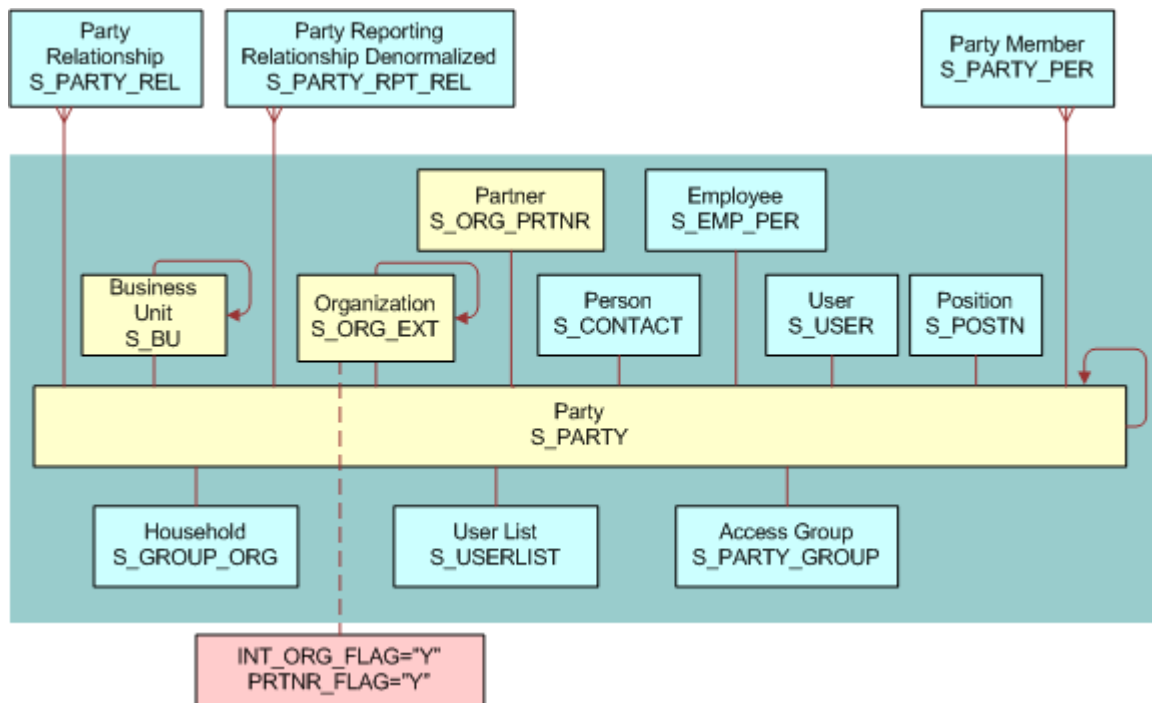 Party
Relationship
S_PARTY_REL
Party Reporting
Relationship Denormalized
S_PARTY_RPT_REL
Party Member
S_PARTY_PER
Partner
S_ORG_PRTNR
Employee
S_EMP_PER
Business
Unit
S_BU
Organization
S_ORG_EXT
Person
S_CONTACT
User
S_USER
Position
S_POSTN
Party
S_PARTY
Household
S_GROUP_ORG
User List
S_USERLIST
Access Group
S_PARTY_GROUP
INT_ORG_FLAG="Y"
PRTNR_FLAG="Y"